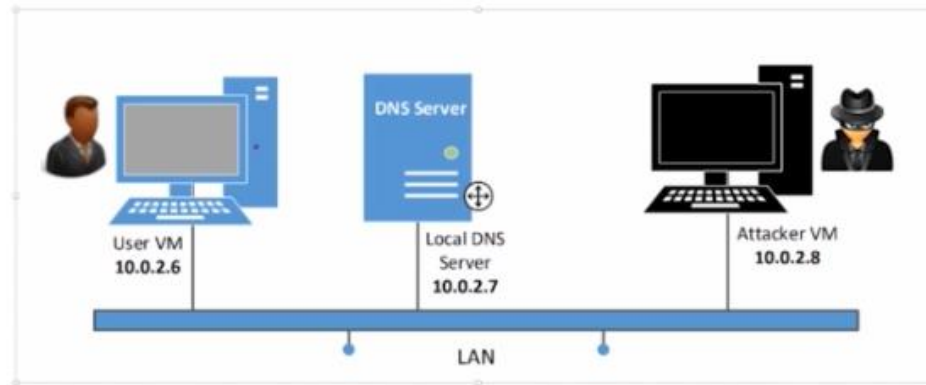 DNS Server
User VM
10.0.2.6
Local DNS
Server
10.0.2.7
Attacker VM
10.0.2.8
LAN